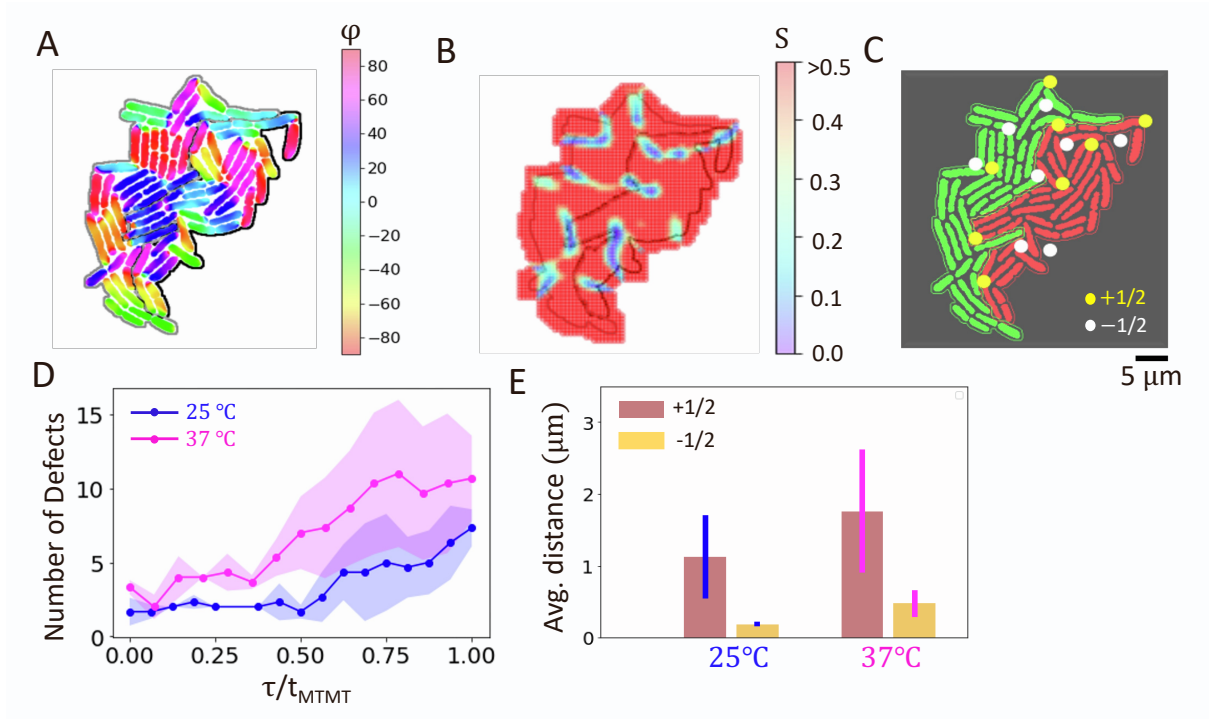 A
φ
80
60
40
20
0
−20
−40
−60
−80
B
S
>0.5
0.4
0.3
0.2
0.1
0.0
C
+1/2
−1/2
5 μm
D
Number of Defects
15
10
5
0
25 °C
37 °C
0.00 0.25 0.50 0.75 1.00
τ/tMTMT
E
Avg. distance (μm)
3
2
1
0
+1/2
-1/2
25°C 37°C